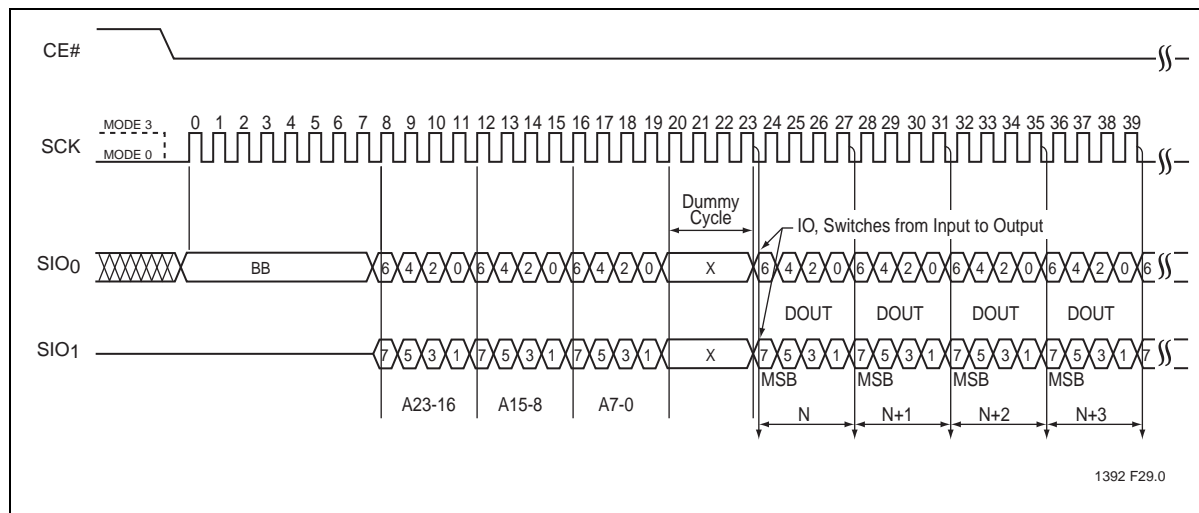 CE#
MODE 3
0 1 2 3 4 5 6 7 8 9 10 11 12 13 14 15 16 17 18 19 20 21 22 23 24 25 26 27 28 29 30 31 32 33 34 35 36 37 38 39
SCK
MODE 0
Dummy
Cycle
IO, Switches from Input to Output
SIO0
BB
6 4 2 0 6 4 2 0 6 4 2 0 X 6 4 2 0 6 4 2 0 6 4 2 0 6 4 2 0 6
DOUT DOUT DOUT DOUT
SIO1
7 5 3 1 7 5 3 1 7 5 3 1 X 7 5 3 1 7 5 3 1 7 5 3 1 7 5 3 1 7
MSB MSB MSB MSB
A23-16 A15-8 A7-0
N N+1 N+2 N+3
1392 F29.0